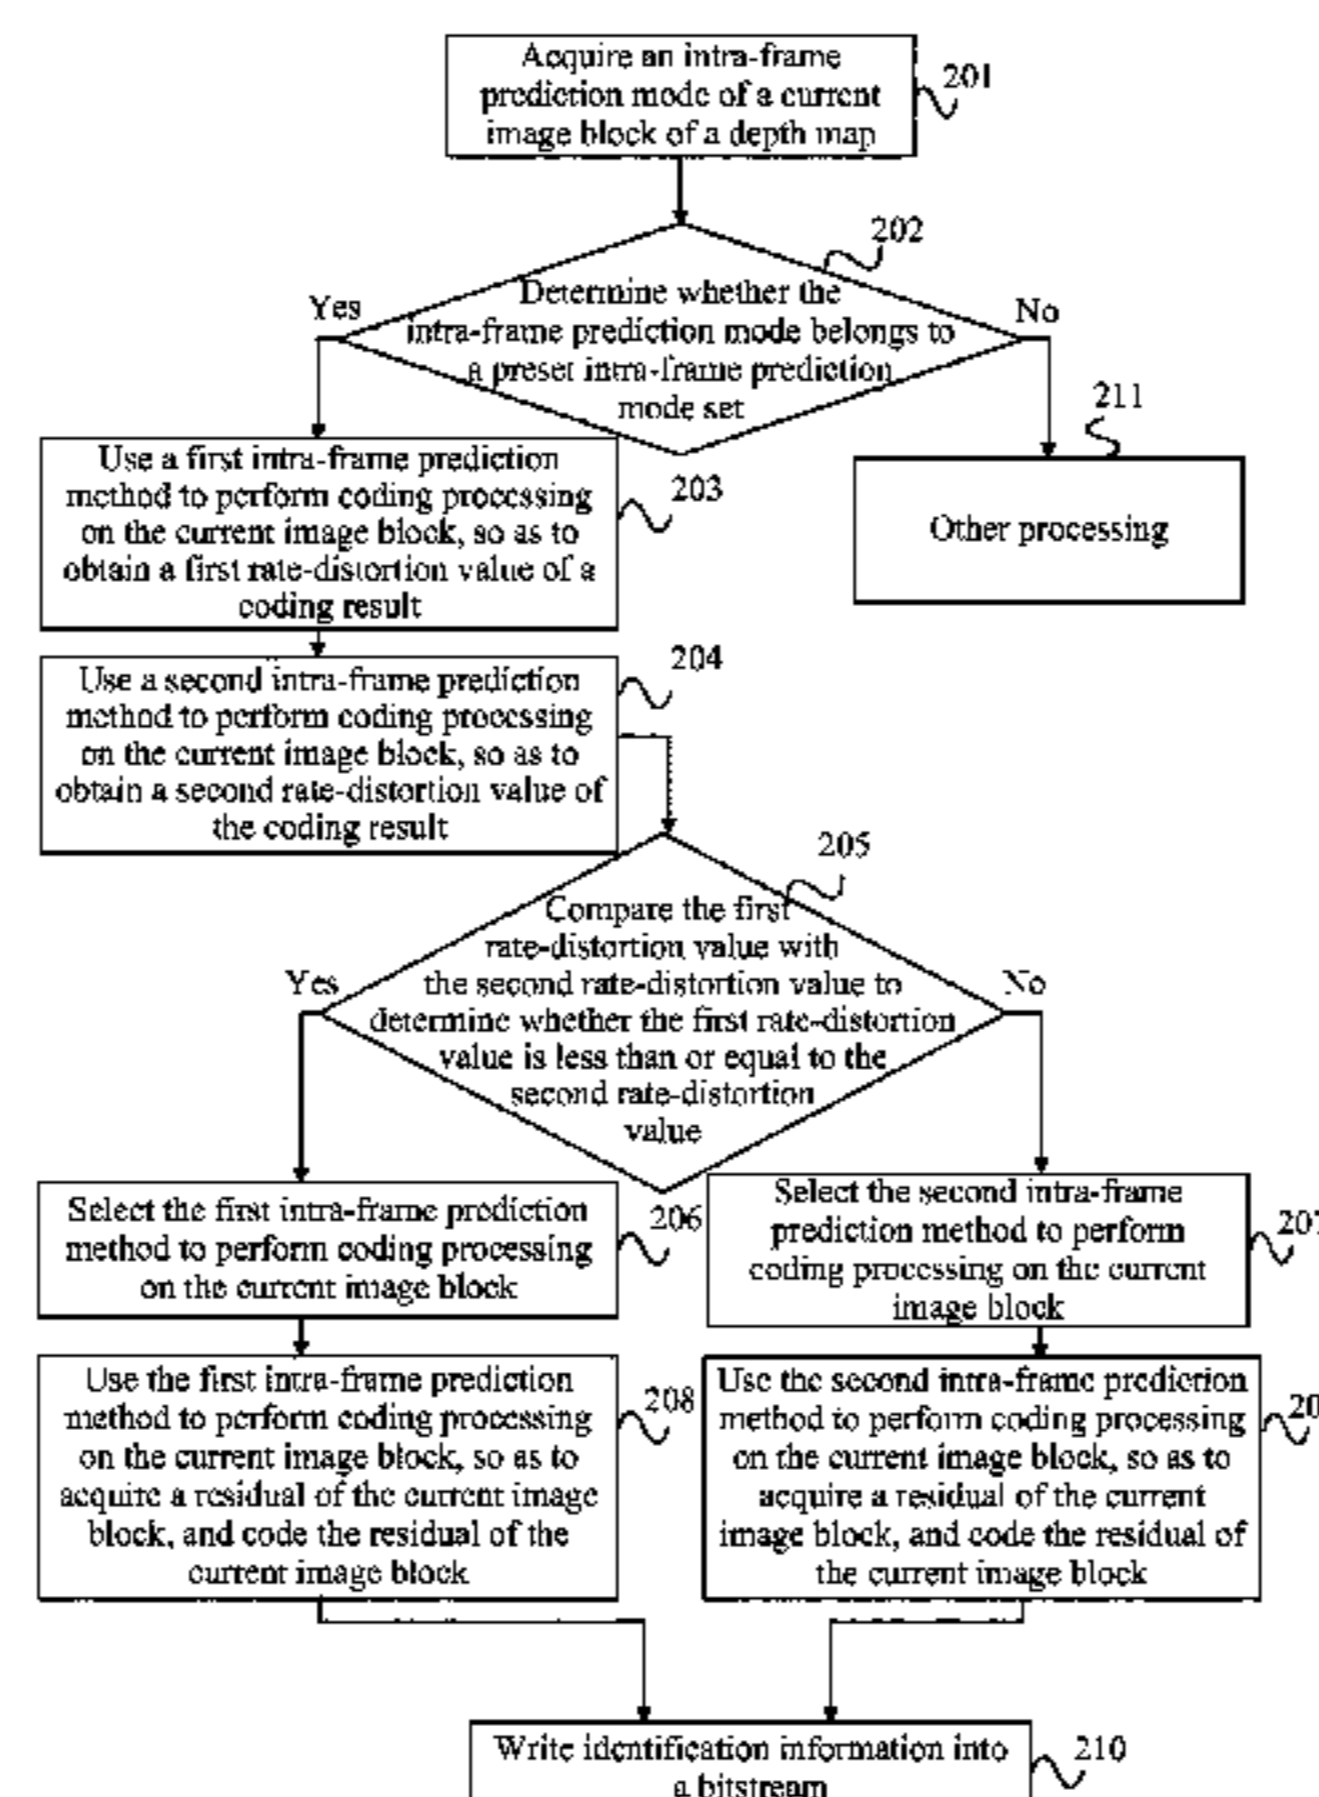 Acquire an intra-frame
prediction mode of a current
image block of a depth map
201
202
Yes
No
Determine whether the
intra-frame prediction mode belongs to
a preset intra-frame prediction
mode set
211
Use a first intra-frame prediction
method to perform coding processing
on the current image block, so as to
obtain a first rate-distortion value of a
coding result
203
Other processing
Use a second intra-frame prediction
method to perform coding processing
on the current image block, so as to
obtain a second rate-distortion value of
the coding result
204
205
Compare the first
rate-distortion value with
the second rate-distortion value to
determine whether the first rate-distortion
value is less than or equal to the
second rate-distortion
value
Yes
No
Select the first intra-frame prediction
method to perform coding processing
on the current image block
206
Select the second intra-frame
prediction method to perform
coding processing on the current
image block
207
Use the first intra-frame prediction
method to perform coding processing
on the current image block, so as to
acquire a residual of the current image
block, and code the residual of the
current image block
208
Use the second intra-frame prediction
method to perform coding processing
on the current image block, so as to
acquire a residual of the current
image block, and code the residual of
the current image block
20
Write identification information into
a bitstream
210